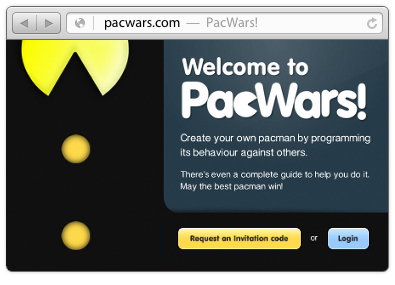 pacwars.com — PacWars!
Welcome to
PacWars!
Create your own pacman by programming
its behaviour against others.
There's even a complete guide to help you do it.
May the best pacman win!
Request an Invitation code or Login